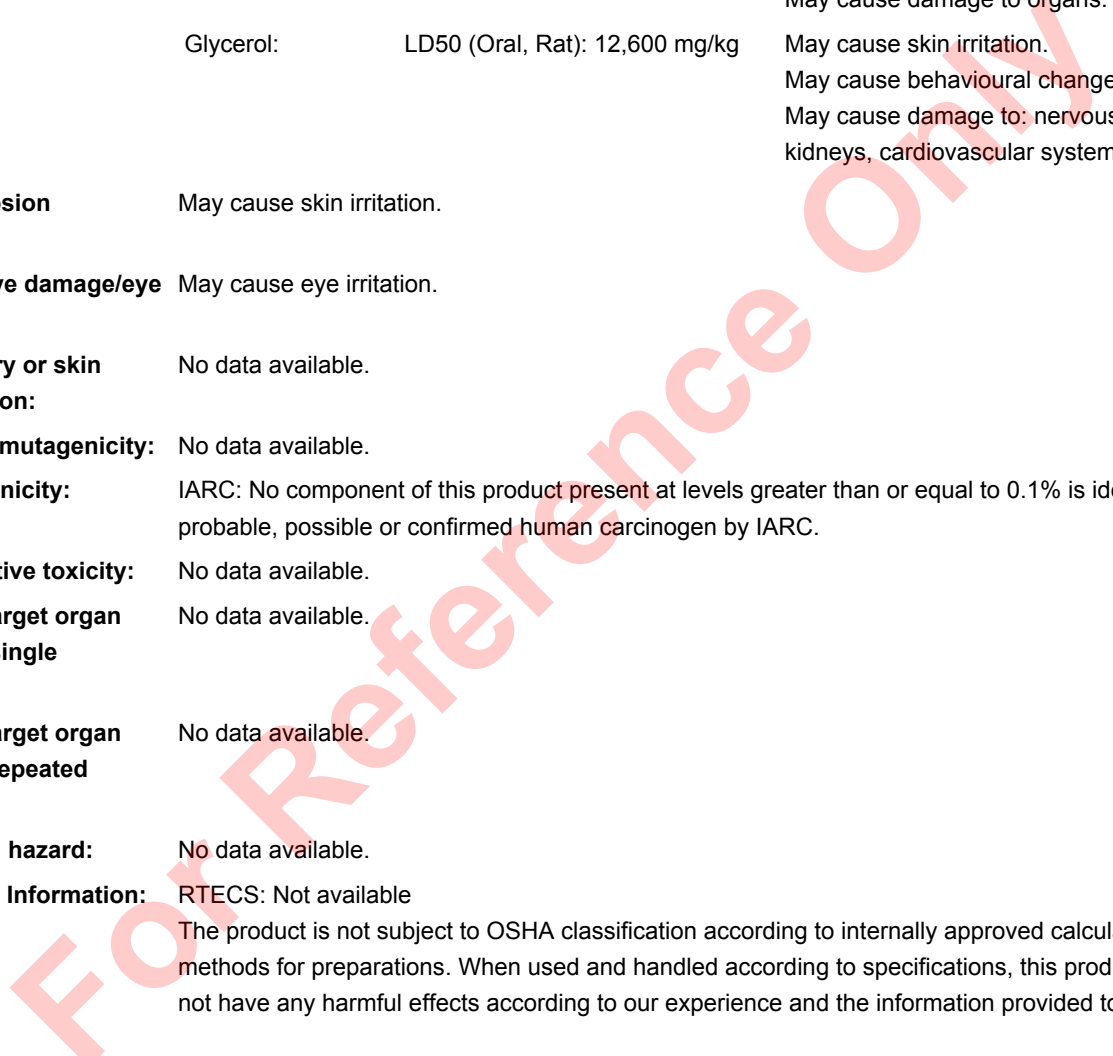 May cause damage to organs.
Glycerol: LD50 (Oral, Rat): 12,600 mg/kg May cause skin irritation.
May cause behavioural change
May cause damage to: nervous
kidneys, cardiovascular system
sion May cause skin irritation.
e damage/eye May cause eye irritation.
ry or skin No data available.
on:
mutagenicity: No data available.
nicity: IARC: No component of this product present at levels greater than or equal to 0.1% is ide
probable, possible or confirmed human carcinogen by IARC.
tive toxicity: No data available.
rget organ No data available.
ingle
rget organ No data available.
epeated
hazard: No data available.
Information: RTECS: Not available
The product is not subject to OSHA classification according to internally approved calcul
methods for preparations. When used and handled according to specifications, this prod
not have any harmful effects according to our experience and the information provided to
For Reference Only